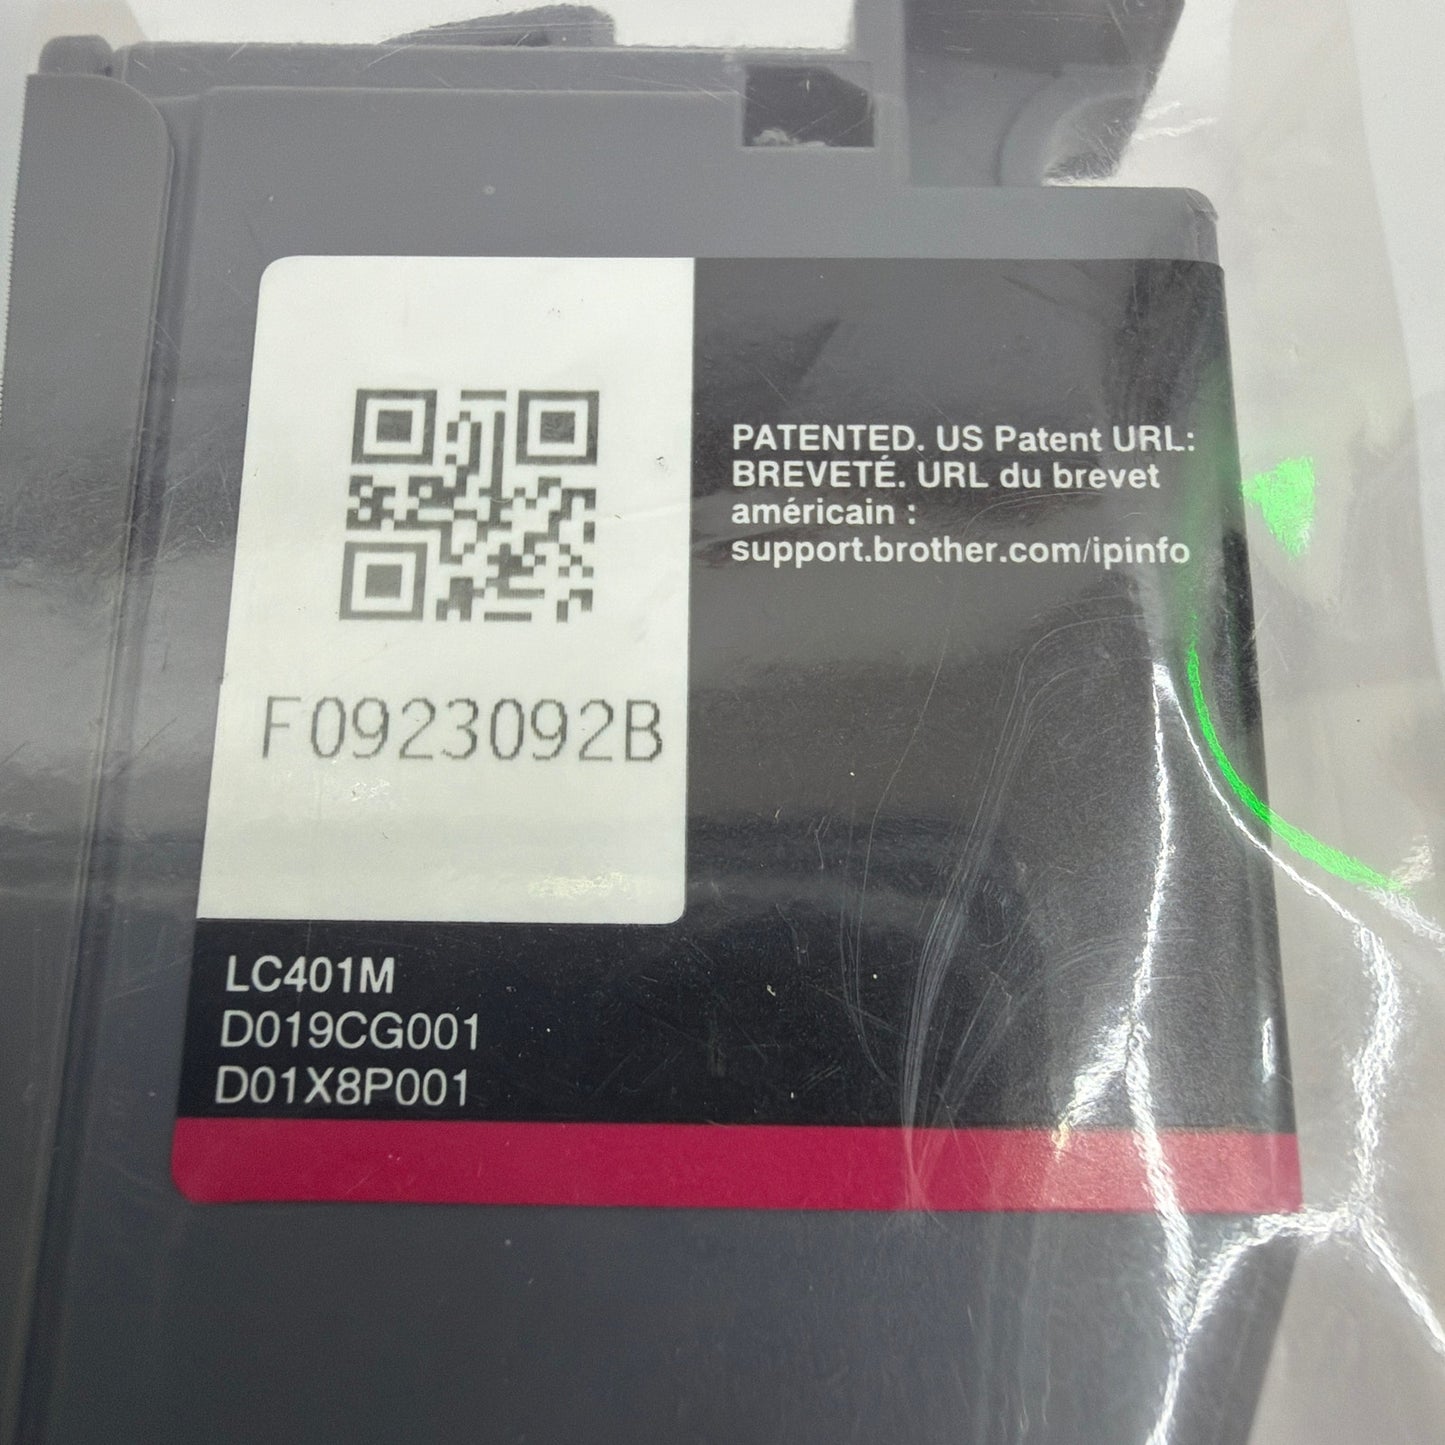 PATENTED. US Patent URL:
BREVETÉ. URL du brevet
américain :
support.brother.com/ipinfo
F0923092B
LC401M
D019CG001
D01X8P001